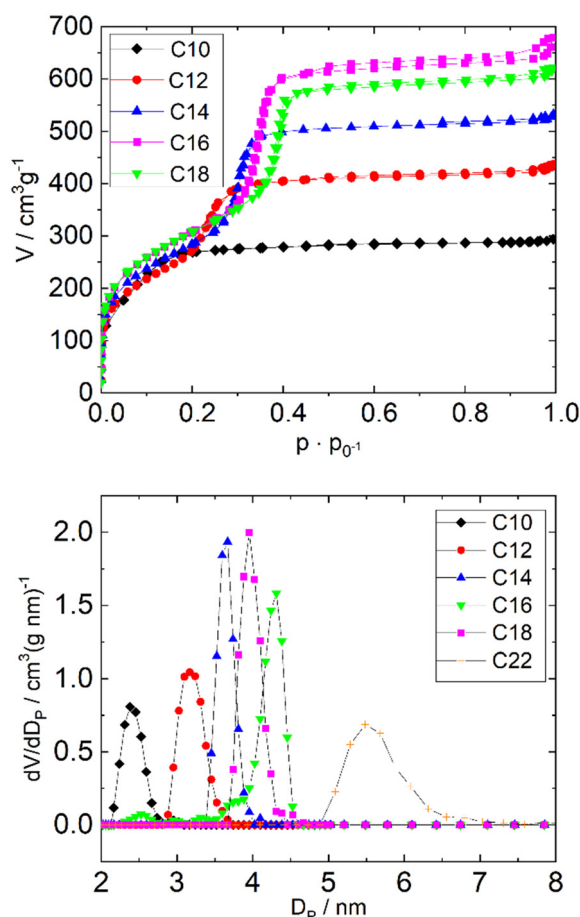 700
600
500
400
300
200
100
0
V / cm³g⁻¹
C10
C12
C14
C16
C18
0.0 0.2 0.4 0.6 0.8 1.0
p · p₀₋₁
2.0
1.5
1.0
0.5
0.0
dV/dD_P / cm³(g nm)⁻¹
C10
C12
C14
C16
C18
C22
2 3 4 5 6 7 8
D_P / nm